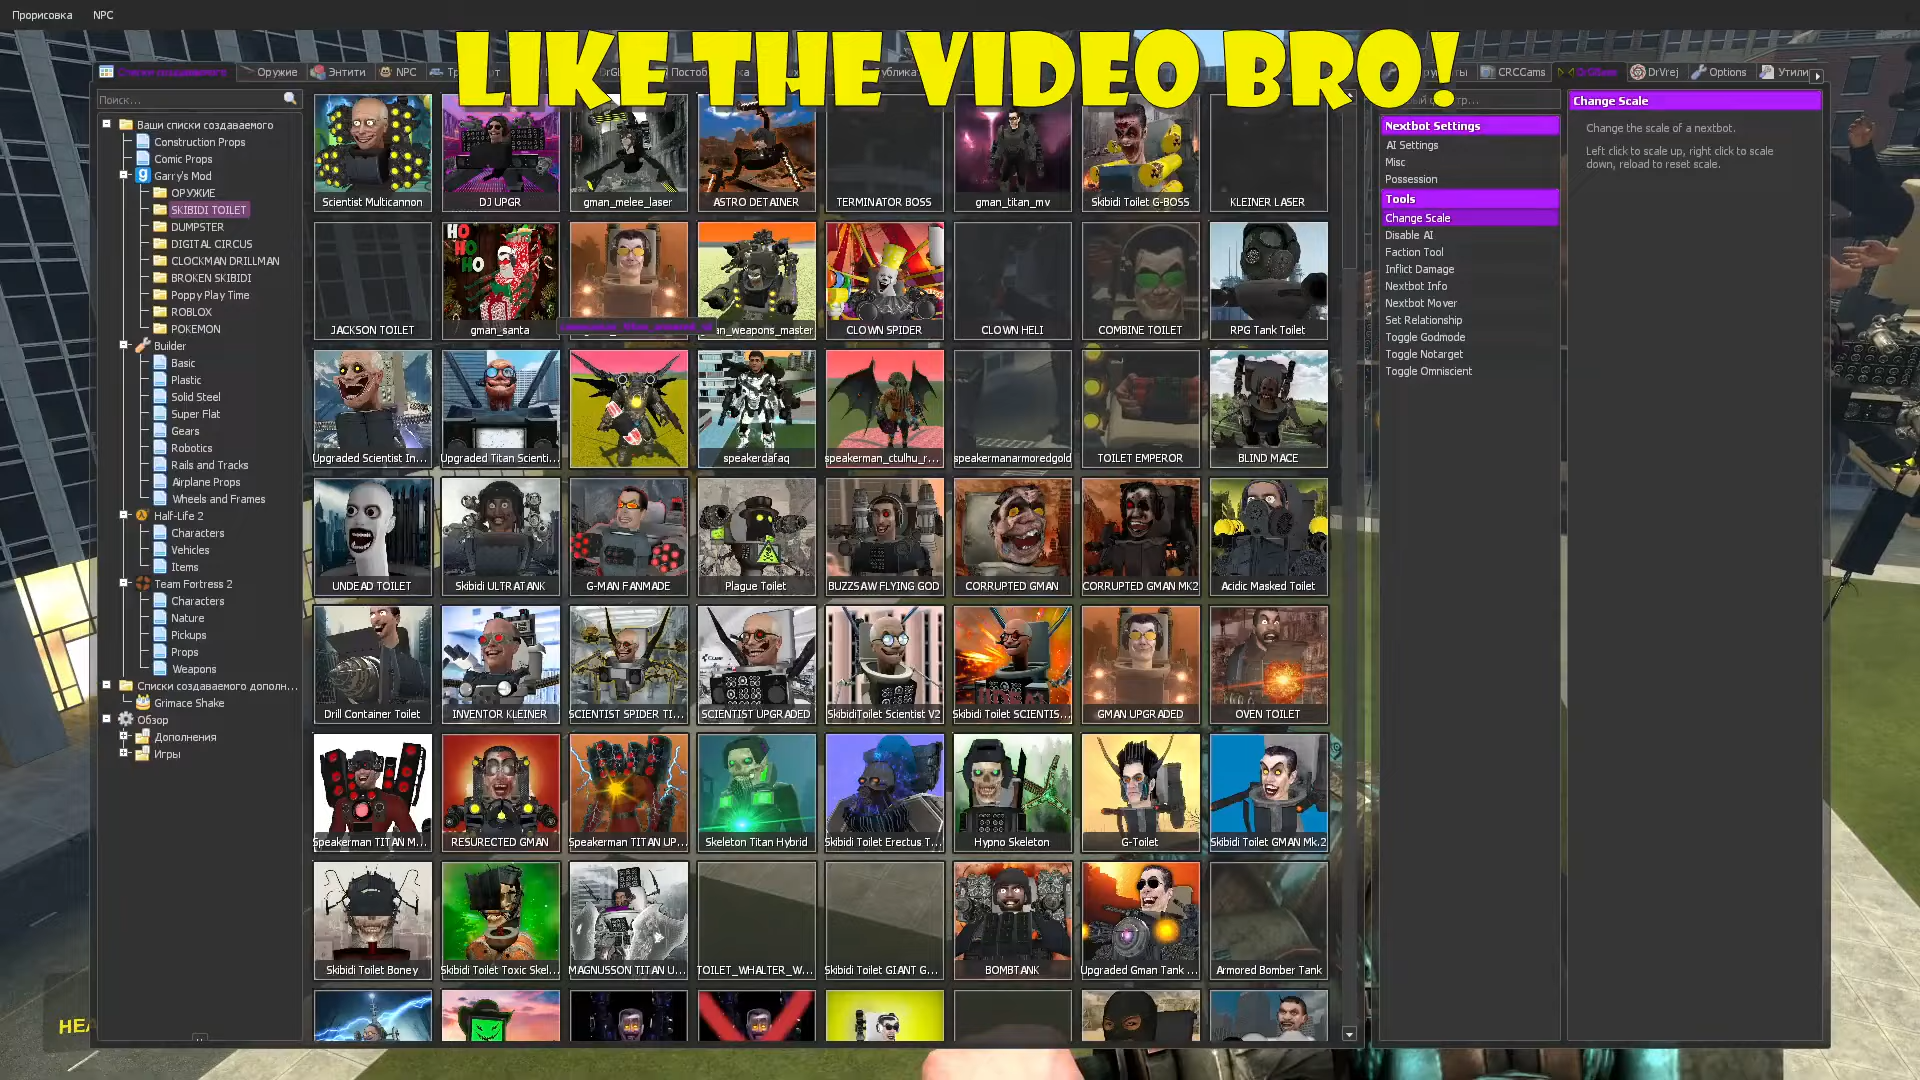 Прорисовка NPC
LIKE THE VIDEO BRO!
Оружие Энтити NPC
CRCCams DrVrej Options Утили
Поиск...
Ваши списки создаваемого
Construction Props
Comic Props
Garry's Mod
ОРУЖИЕ
SKIBIDI TOILET
DUMPSTER
DIGITAL CIRCUS
CLOCKMAN DRILLMAN
BROKEN SKIBIDI
Poppy Play Time
ROBLOX
POKEMON
Builder
Basic
Plastic
Solid Steel
Super Flat
Gears
Robotics
Rails and Tracks
Airplane Props
Wheels and Frames
Half-Life 2
Characters
Vehicles
Items
Team Fortress 2
Characters
Nature
Pickups
Props
Weapons
Списки создаваемого дополн...
Grimace Shake
Обзор
Дополнения
Игры
Scientist Multicannon DJ UPGR gman_melee_laser ASTRO DETAINER TERMINATOR BOSS gman_titan_mv Skibidi Toilet G-BOSS KLEINER LASER
HO HO HO
JACKSON TOILET gman_santa an_weapons_master CLOWN SPIDER CLOWN HELI COMBINE TOILET RPG Tank Toilet
Upgraded Scientist In... Upgraded Titan Scienti... speakerdafaq speakerman_ctulhu_r... speakermanarmoredgold TOILET EMPEROR BLIND MACE
UNDEAD TOILET Skibidi ULTRATANK G-MAN FANMADE Plague Toilet BUZZSAW FLYING GOD CORRUPTED GMAN CORRUPTED GMAN MK2 Acidic Masked Toilet
Drill Container Toilet INVENTOR KLEINER SCIENTIST SPIDER TI... SCIENTIST UPGRADED SkibidiToilet Scientist V2 Skibidi Toilet SCIENTIS... GMAN UPGRADED OVEN TOILET
Speakerman TITAN M... RESURECTED GMAN Speakerman TITAN UP... Skeleton Titan Hybrid Skibidi Toilet Erectus T... Hypno Skeleton G-Toilet Skibidi Toilet GMAN Mk.2
Skibidi Toilet Boney Skibidi Toilet Toxic Skel... MAGNUSSON TITAN U... TOILET_WHALTER_W... Skibidi Toilet GIANT G... BOMBTANK Upgraded Gman Tank ... Armored Bomber Tank
Nextbot Settings
AI Settings
Misc
Possession
Tools
Change Scale
Disable AI
Faction Tool
Inflict Damage
Nextbot Info
Nextbot Mover
Set Relationship
Toggle Godmode
Toggle Notarget
Toggle Omniscient
Change Scale
Change the scale of a nextbot.
Left click to scale up, right click to scale
down, reload to reset scale.
HEA